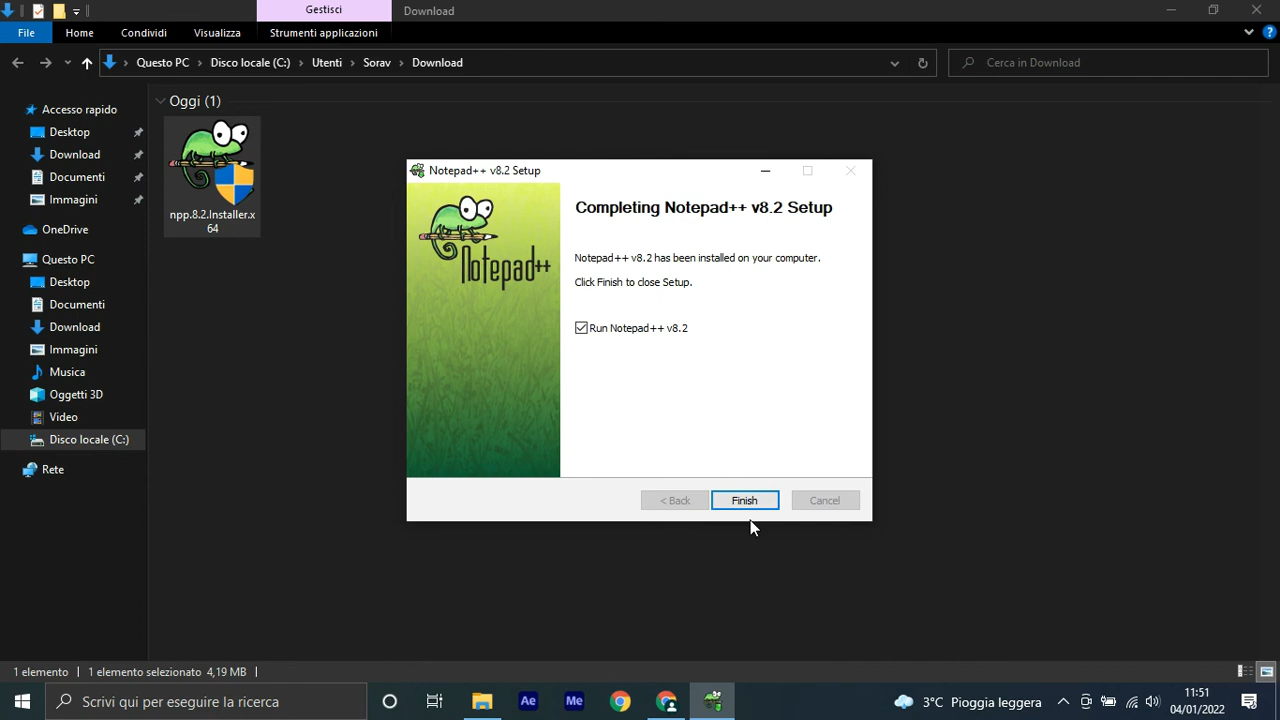 Gestisci
Download
File
Home
Condividi
Visualizza
Strumenti applicazioni
Questo PC
Disco locale (C:)
Utenti
Sorav
Download
Cerca in Download
Accesso rapido
Desktop
Download
Documenti
Immagini
OneDrive
Questo PC
Desktop
Documenti
Download
Immagini
Musica
Oggetti 3D
Video
Disco locale (C:)
Rete
Oggi (1)
npp.8.2.Installer.x
64
Notepad++ v8.2 Setup
Notepad++
Completing Notepad++ v8.2 Setup
Notepad++ v8.2 has been installed on your computer.
Click Finish to close Setup.
Run Notepad++ v8.2
< Back
Finish
Cancel
1 elemento
1 elemento selezionato 4,19 MB
Scrivi qui per eseguire la ricerca
Ae
Me
3°C Pioggia leggera
11:51
04/01/2022